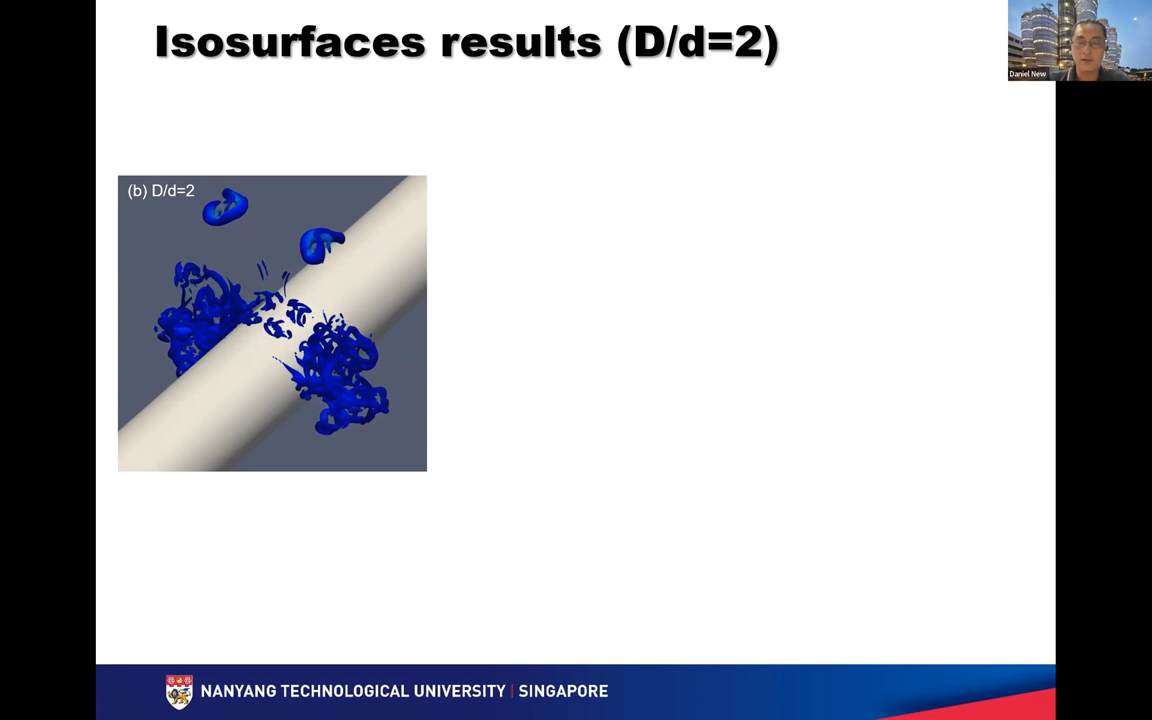 Isosurfaces results (D/d=2)
Daniel New
(b) D/d=2
NANYANG TECHNOLOGICAL UNIVERSITY | SINGAPORE